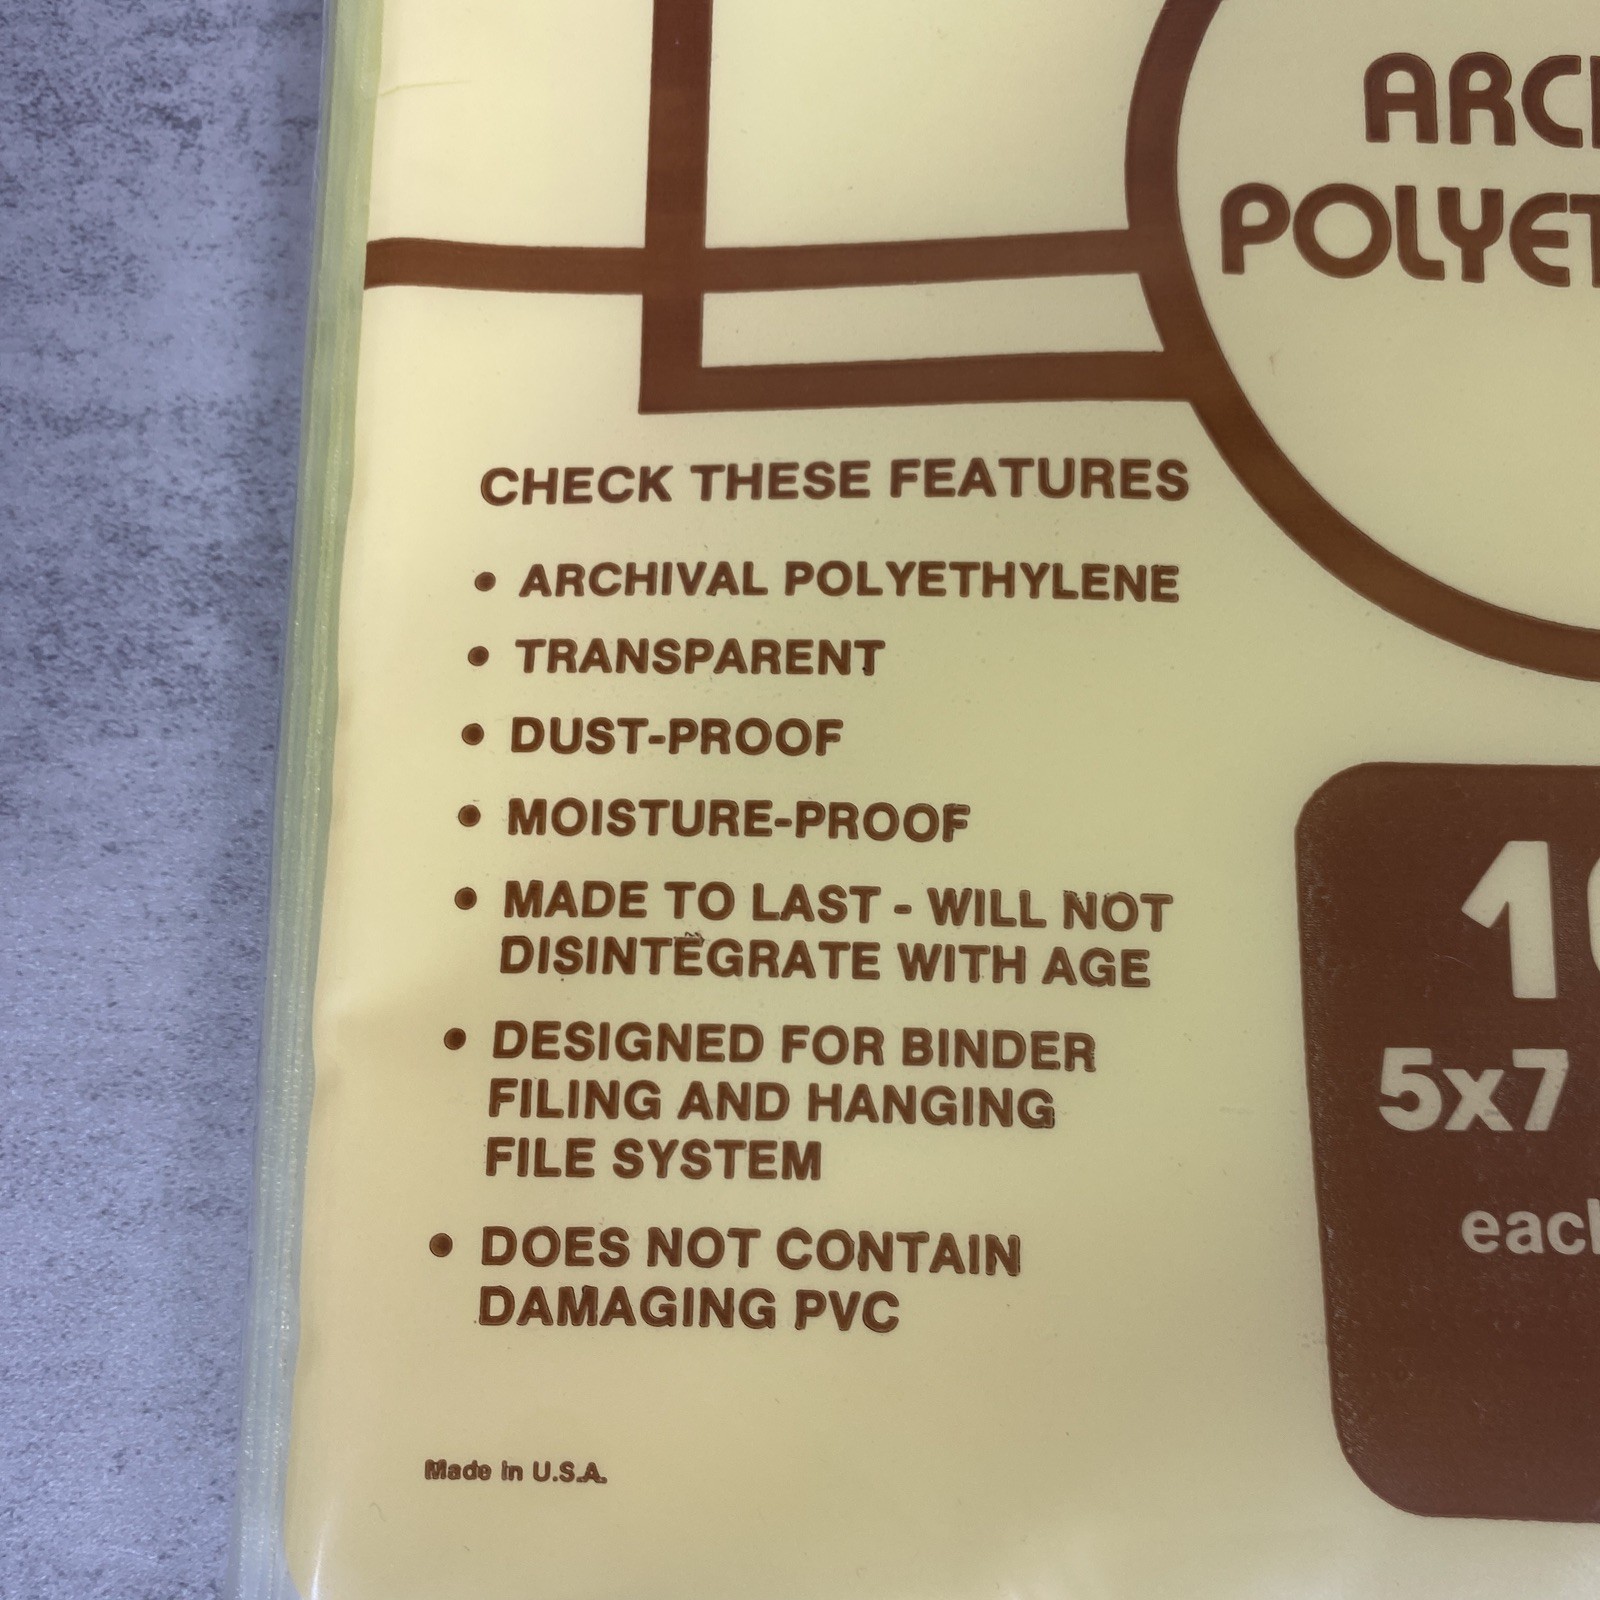 POLYET
CHECK THESE FEATURES
• ARCHIVAL POLYETHYLENE
• TRANSPARENT
• DUST-PROOF
• MOISTURE-PROOF
• MADE TO LAST - WILL NOT
DISINTEGRATE WITH AGE
• DESIGNED FOR BINDER
FILING AND HANGING
FILE SYSTEM
• DOES NOT CONTAIN
DAMAGING PVC
5x7
each
Made in U.S.A.